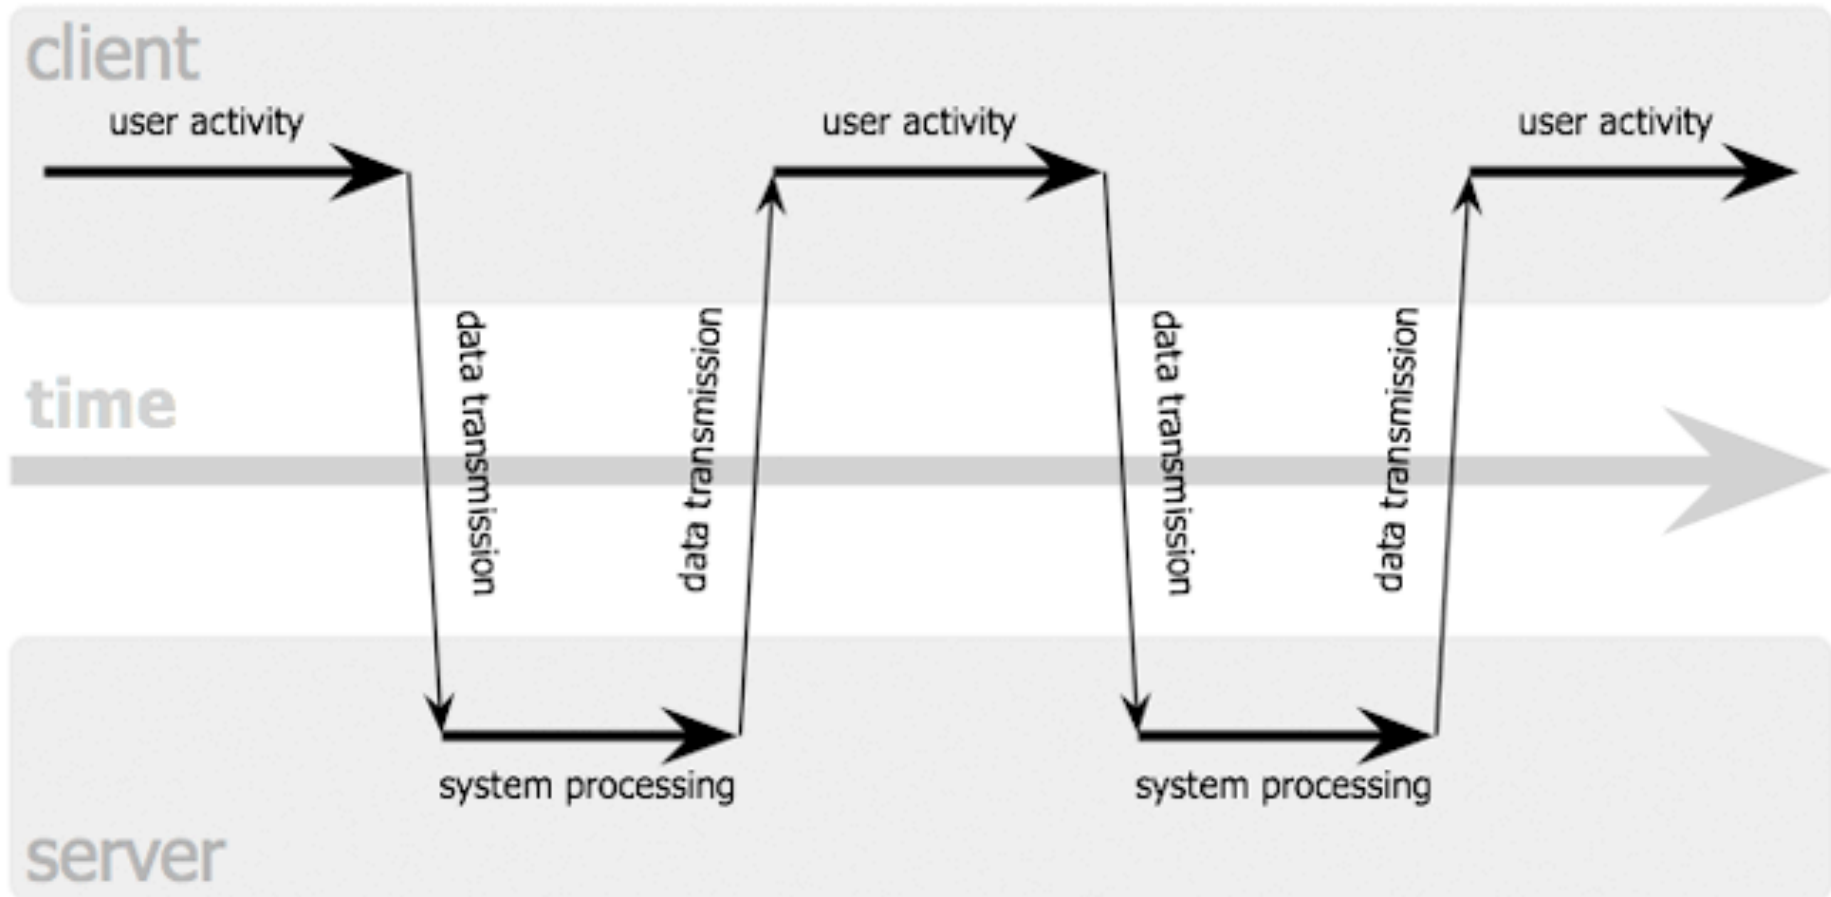 client
user activity
user activity
user activity
data transmission
data transmission
data transmission
data transmission
time
system processing
system processing
server